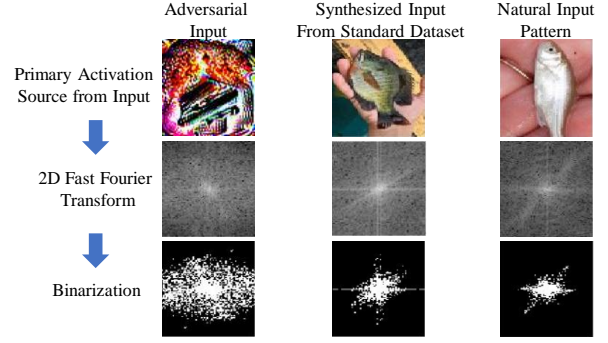 Adversarial
Input
Synthesized Input
From Standard Dataset
Natural Input
Pattern
Primary Activation
Source from Input
2D Fast Fourier
Transform
Binarization